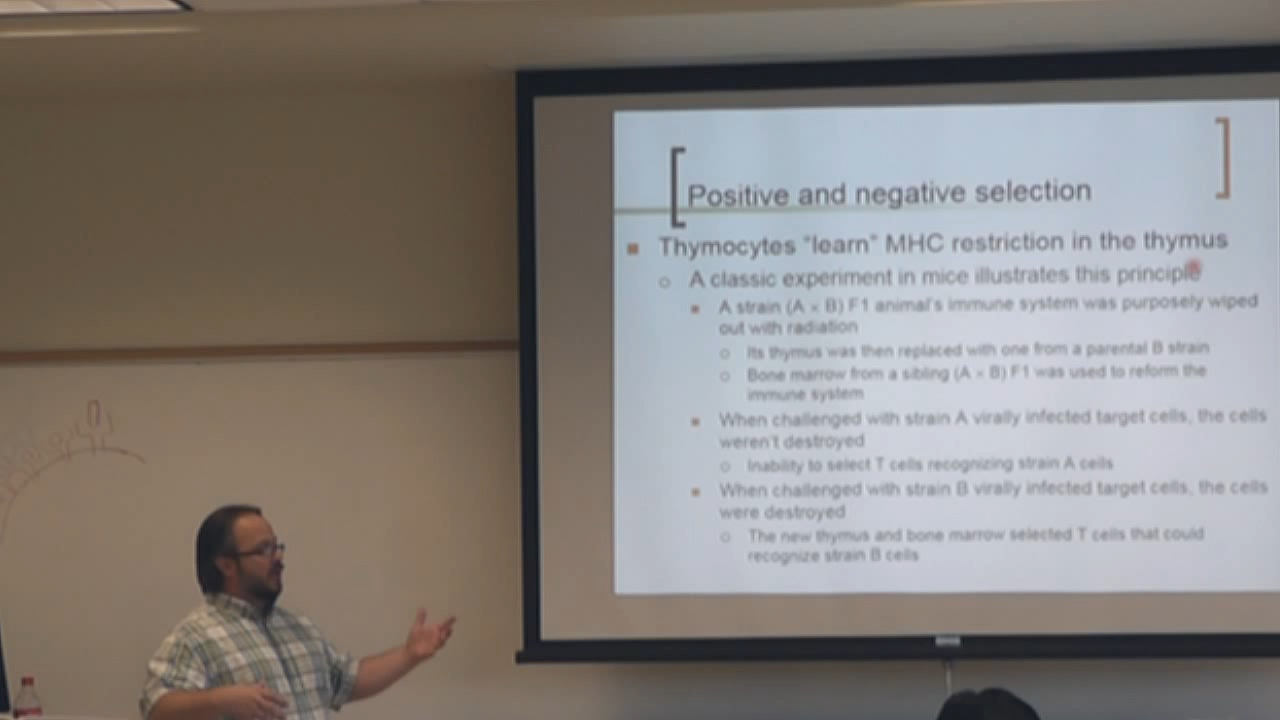 Positive and negative selection
Thymocytes "learn" MHC restriction in the thymus
A classic experiment in mice illustrates this principle
A strain (A × B) F1 animal's immune system was purposely wiped
out with radiation
Its thymus was then replaced with one from a parental B strain
Bone marrow from a sibling (A × B) F1 was used to reform the
immune system
When challenged with strain A virally infected target cells, the cells
weren't destroyed
Inability to select T cells recognizing strain A cells
When challenged with strain B virally infected target cells, the cells
were destroyed
The new thymus and bone marrow selected T cells that could
recognize strain B cells